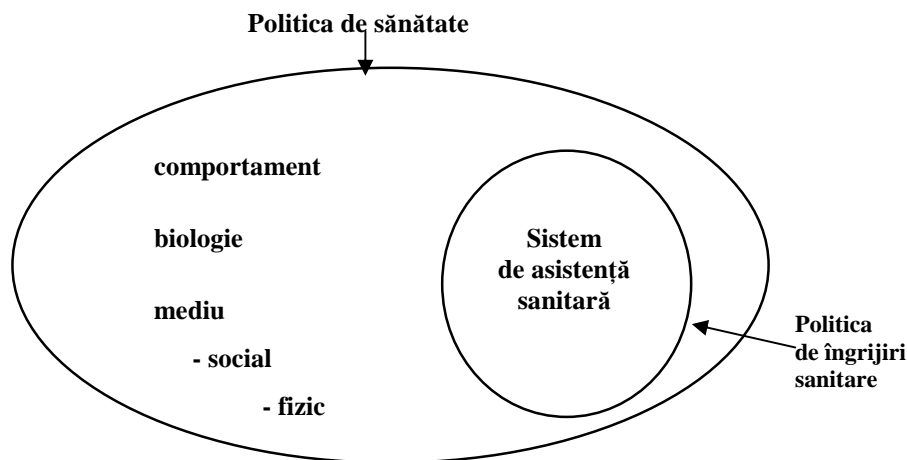 Politica de sănătate
comportament
biologie
mediu
- social
- fizic
Sistem
de asistență
sanitară
Politica
de îngrijiri
sanitare